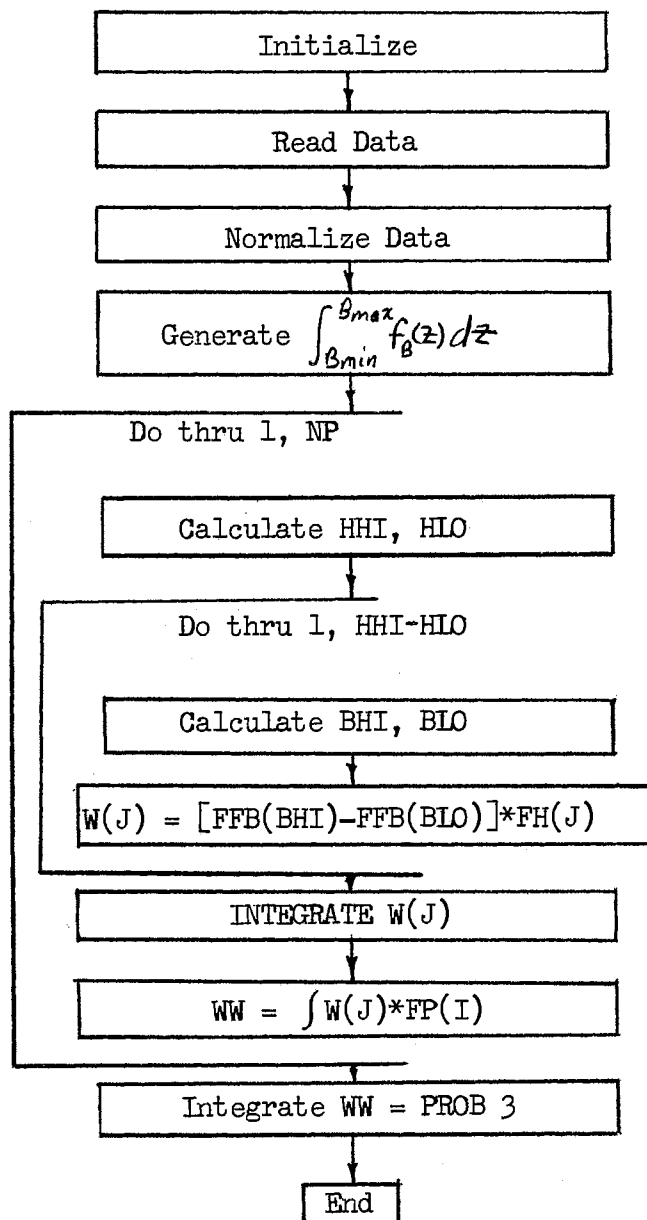 Initialize
Read Data
Normalize Data
Generate ∫_{Bmin}^{Bmax} f_B(z) dz
Do thru 1, NP
Calculate HHI, HLO
Do thru 1, HHI-HLO
Calculate BHI, BLO
W(J) = [FFB(BHI)-FFB(BLO)]*FH(J)
INTEGRATE W(J)
WW = ∫W(J)*FP(I)
Integrate WW = PROB 3
End